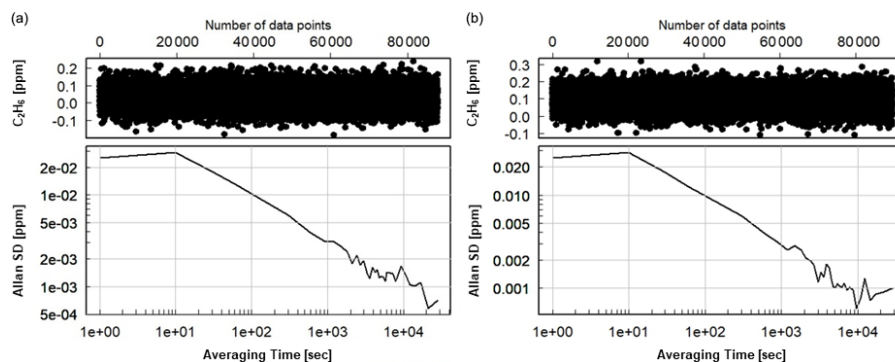 (a)
Number of data points
0 20 000 40 000 60 000 80 000
C₂H₆ [ppm]
0.2
0.1
0.0
-0.1
Allan SD [ppm]
2e-02
1e-02
5e-03
2e-03
1e-03
5e-04
1e+00 1e+01 1e+02 1e+03 1e+04
Averaging Time [sec]
(b)
Number of data points
0 20 000 40 000 60 000 80 000
C₂H₆ [ppm]
0.3
0.2
0.1
0.0
-0.1
Allan SD [ppm]
0.020
0.010
0.005
0.002
0.001
1e+00 1e+01 1e+02 1e+03 1e+04
Averaging Time [sec]